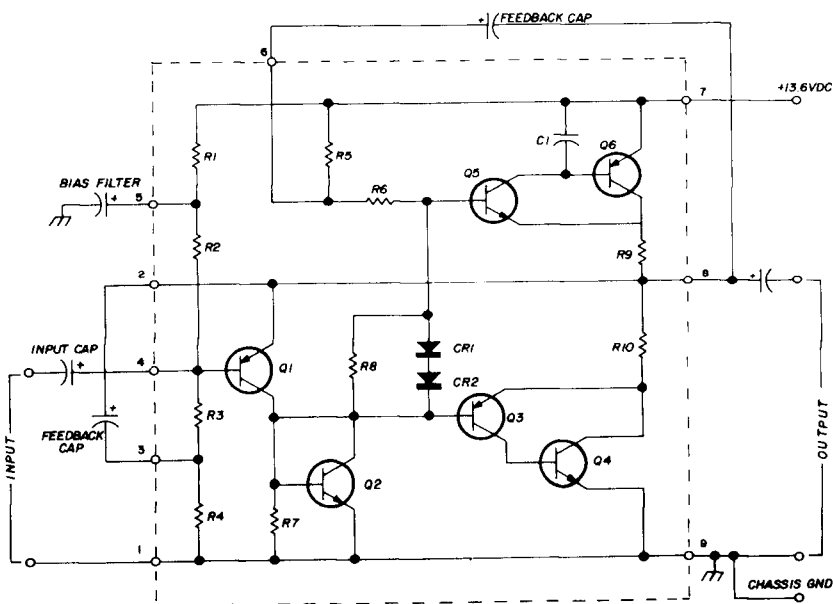 FEEDBACK CAP
+
6
7
+13.6VDC
C1
Q6
R1
R5
Q5
BIAS FILTER
+
5
R6
R2
R9
2
8
+
INPUT CAP
+
4
Q1
R8
CR1
R10
CR2
Q3
+
FEEDBACK
CAP
R3
3
INPUT
OUTPUT
Q4
Q2
R4
R7
1
9
CHASSIS GND